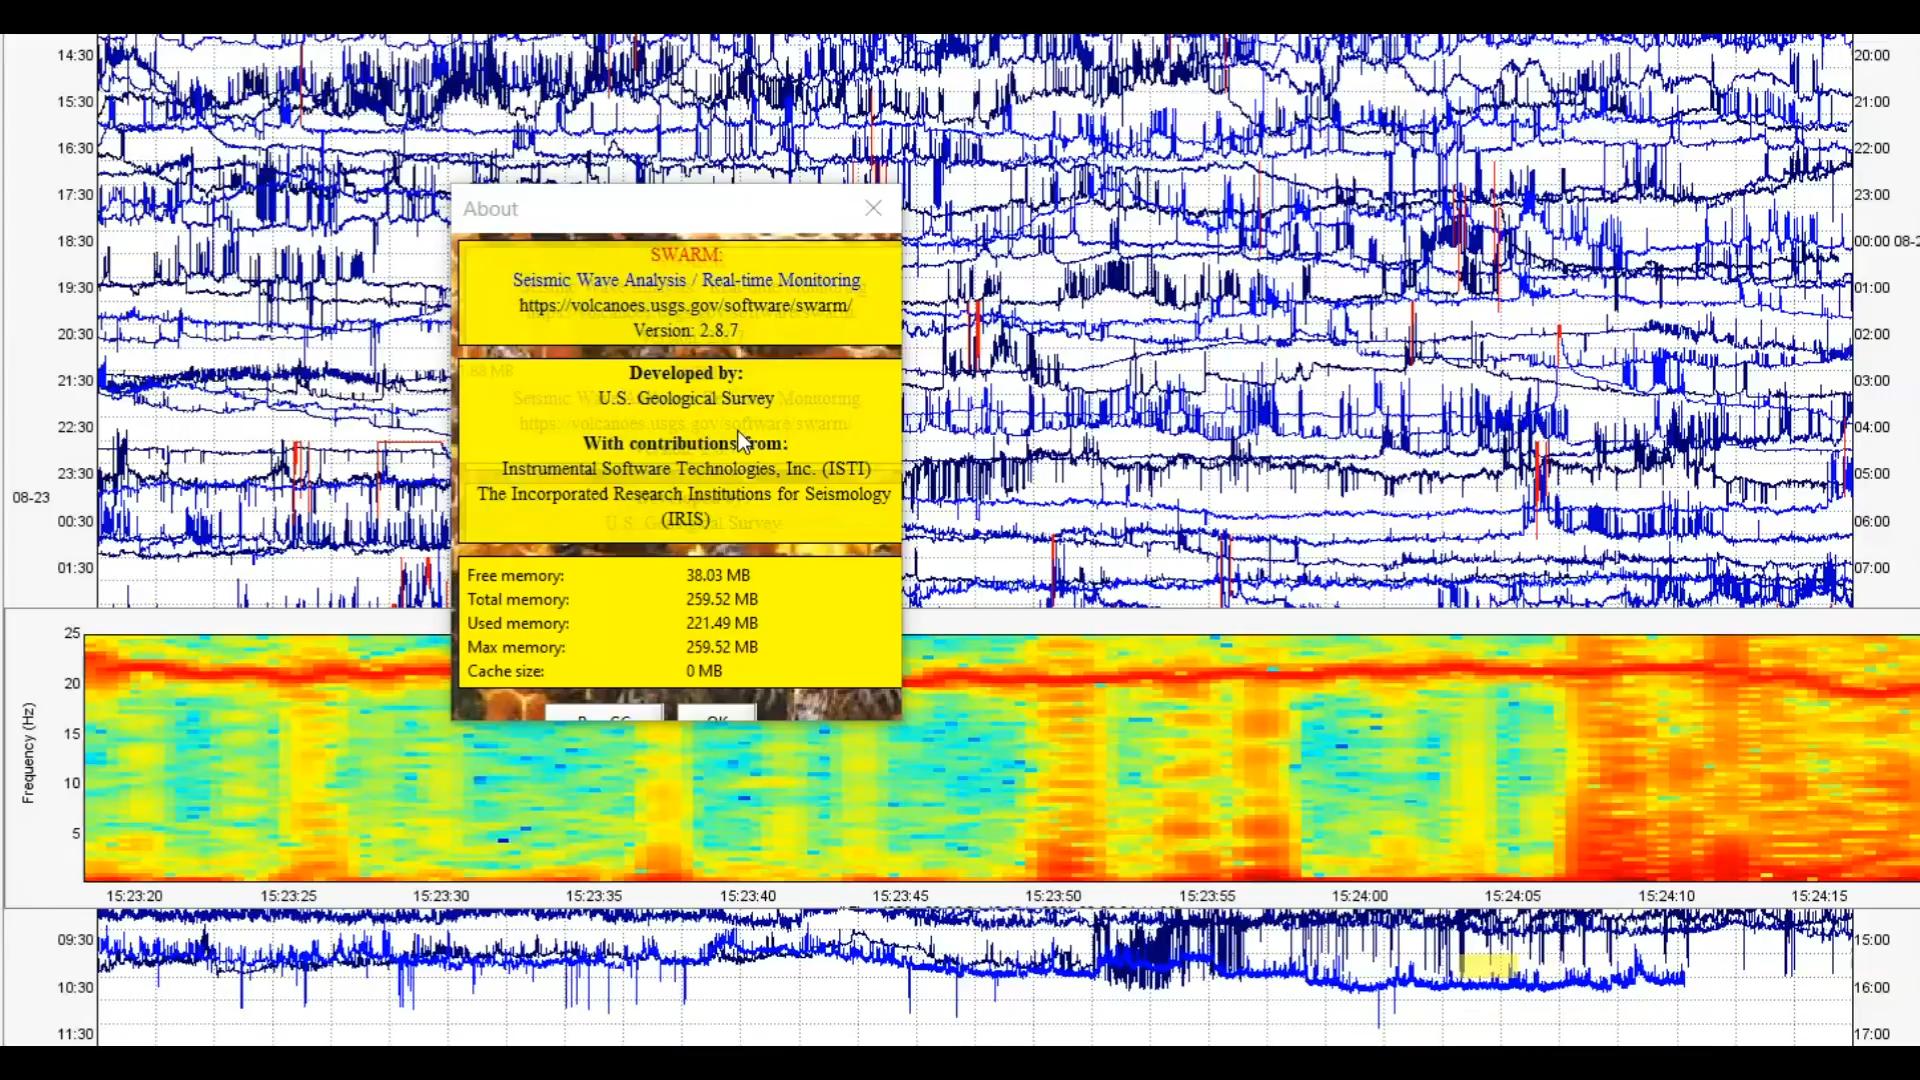 14:30
15:30
16:30
17:30
18:30
19:30
20:30
21:30
22:30
23:30
08-23
00:30
01:30
20:00
21:00
22:00
23:00
00:00 08-2
01:00
02:00
03:00
04:00
05:00
06:00
07:00
About
SWARM:
Seismic Wave Analysis / Real-time Monitoring
https://volcanoes.usgs.gov/software/swarm/
Version: 2.8.7
1.88 MB
Developed by:
U.S. Geological Survey
With contributions from:
Instrumental Software Technologies, Inc. (ISTI)
The Incorporated Research Institutions for Seismology
(IRIS)
Free memory: 38.03 MB
Total memory: 259.52 MB
Used memory: 221.49 MB
Max memory: 259.52 MB
Cache size: 0 MB
OK
Frequency (Hz)
25
20
15
10
5
15:23:20 15:23:25 15:23:30 15:23:35 15:23:40 15:23:45 15:23:50 15:23:55 15:24:00 15:24:05 15:24:10 15:24:15
09:30
10:30
11:30
15:00
16:00
17:00